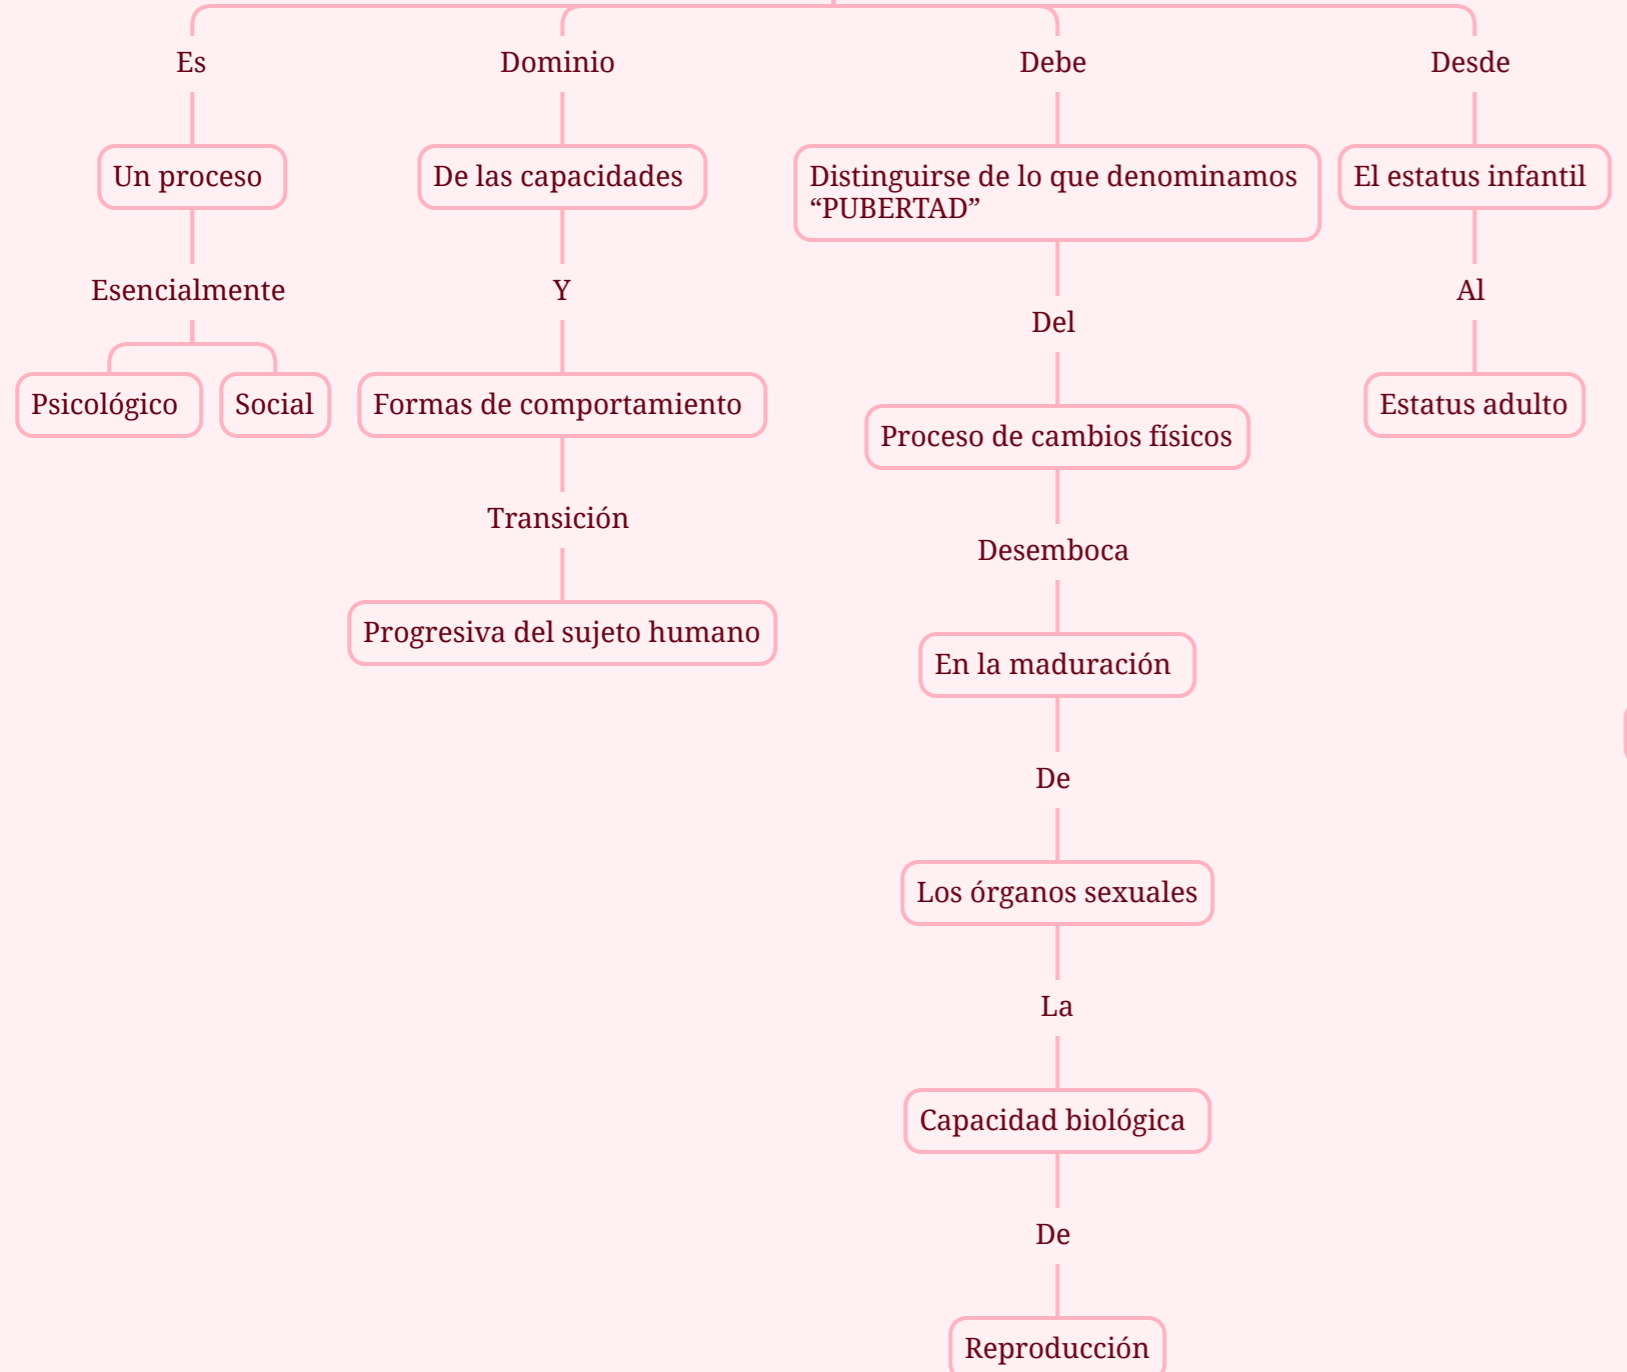 Es
Un proceso
Esencialmente
Psicológico
Social
Dominio
De las capacidades
Y
Formas de comportamiento
Transición
Progresiva del sujeto humano
Debe
Distinguirse de lo que denominamos
“PUBERTAD”
Del
Proceso de cambios físicos
Desemboca
En la maduración
De
Los órganos sexuales
La
Capacidad biológica
De
Reproducción
Desde
El estatus infantil
Al
Estatus adulto